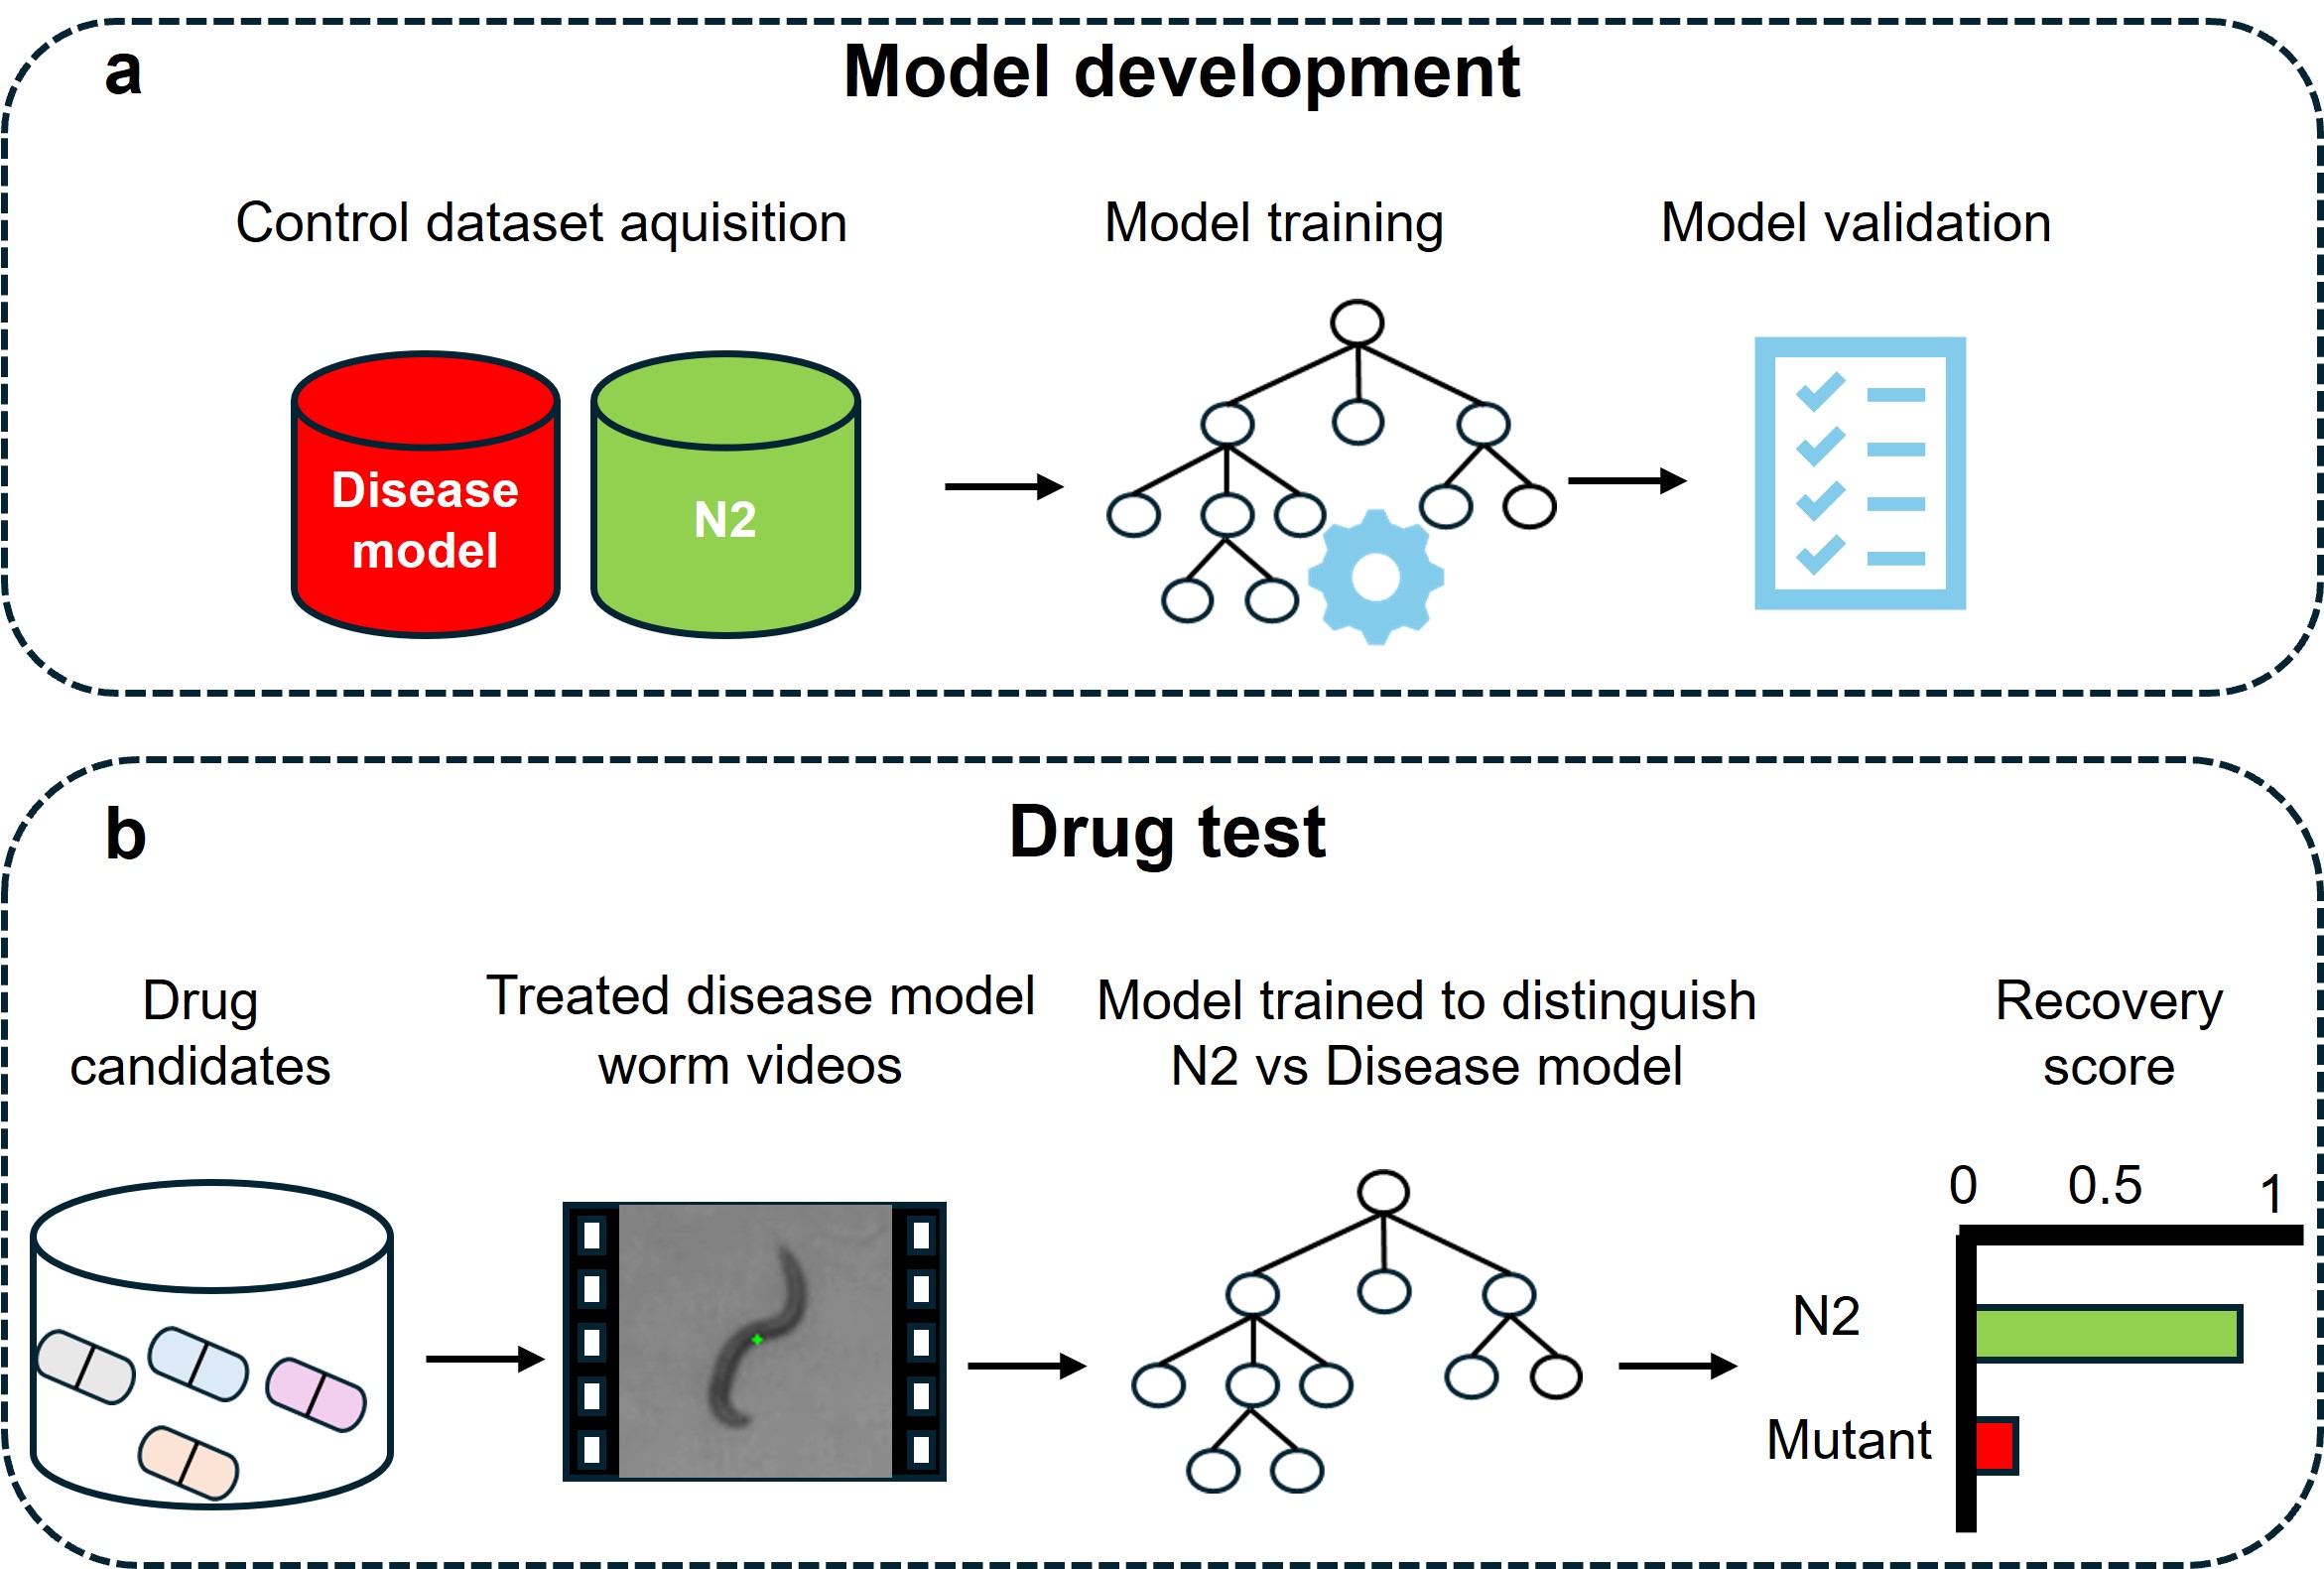 a
Model development
Control dataset aquisition
Model training
Model validation
Disease
model
N2
b
Drug test
Drug
candidates
Treated disease model
worm videos
Model trained to distinguish
N2 vs Disease model
Recovery
score
0
0.5
1
N2
Mutant